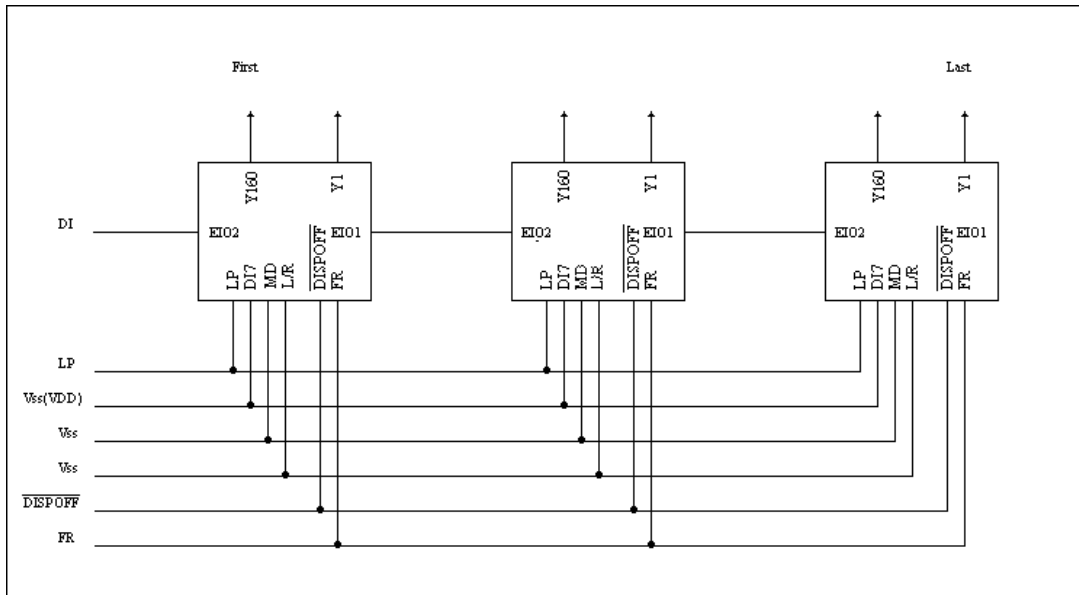 First
Last
Y160
Y1
Y160
Y1
Y160
Y1
DI
EIO2
EIO1
EIO2
EIO1
EIO2
EIO1
LP
DI7
MD
L/R
DISPOFF
FR
LP
DI7
MD
L/R
DISPOFF
FR
LP
DI7
MD
L/R
DISPOFF
FR
LP
Vss(VDD)
Vss
Vss
DISPOFF
FR